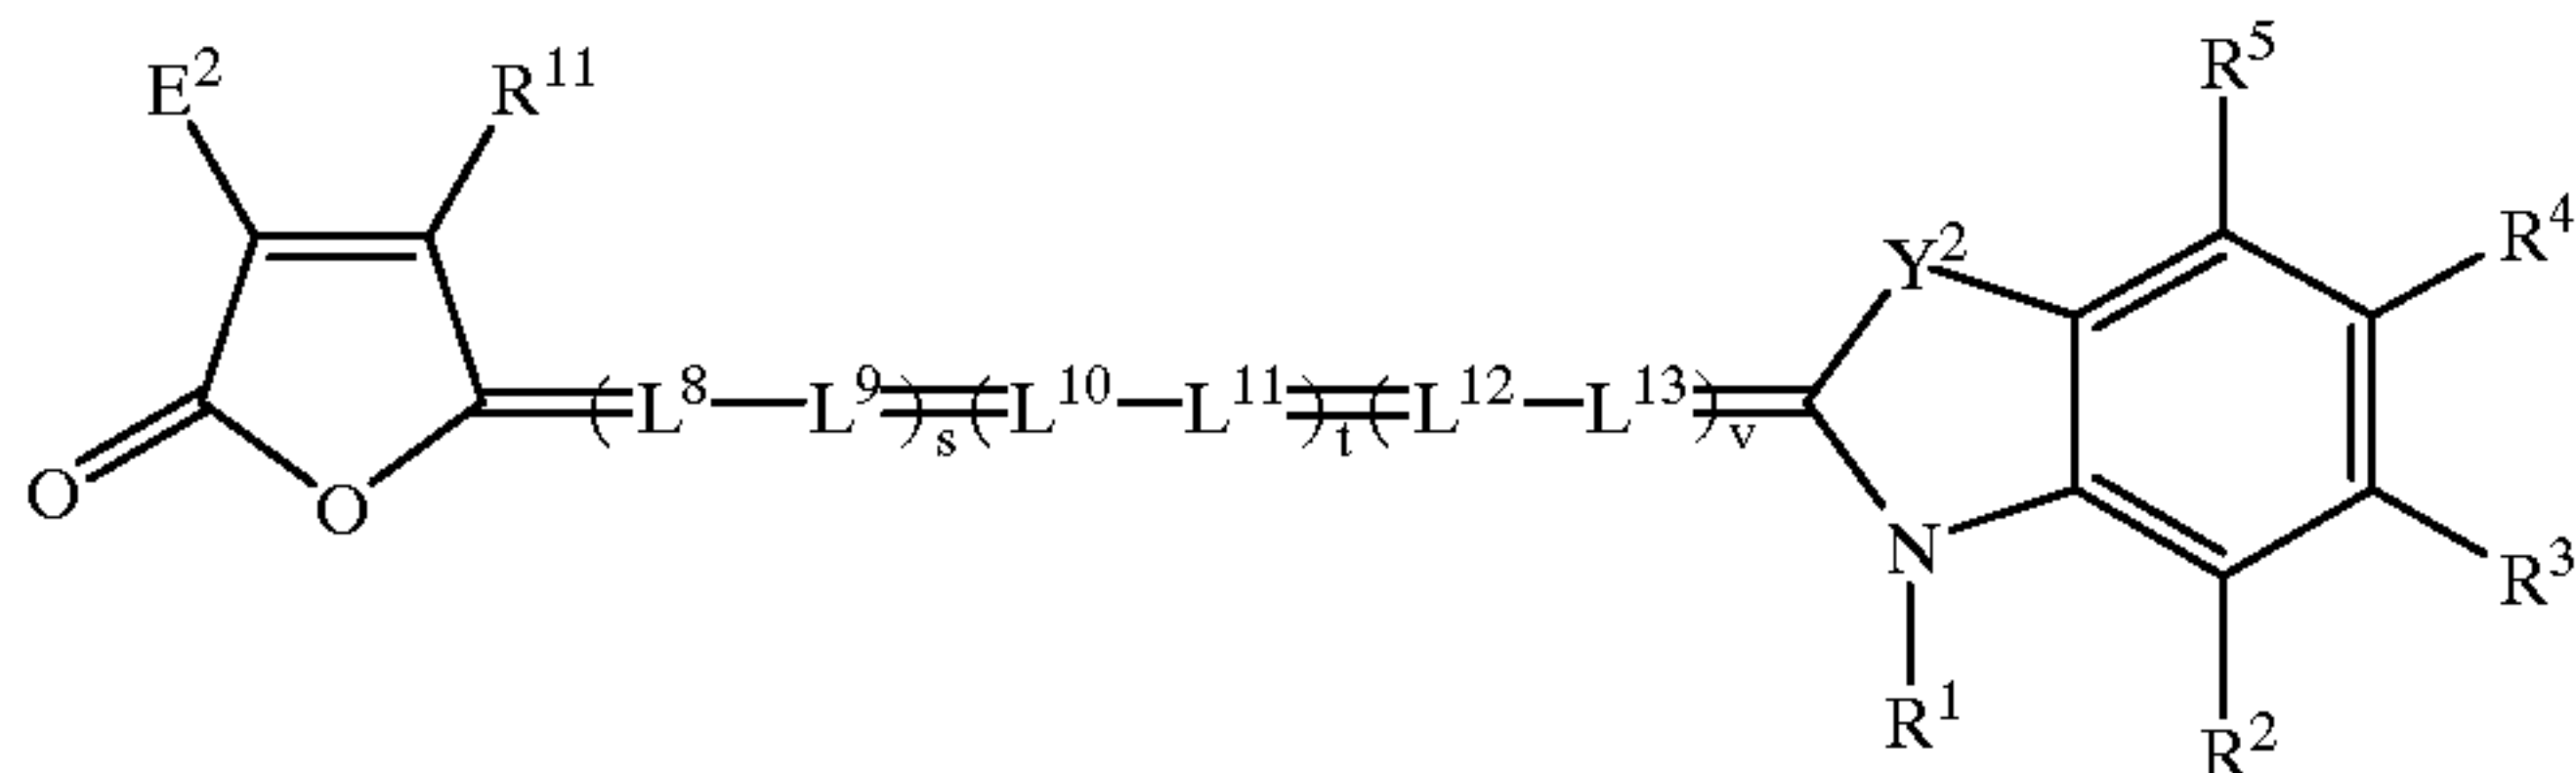 E² R¹¹ R⁵
R⁴
Y²
(L⁸—L⁹)s(L¹⁰—L¹¹)t(L¹²—L¹³)v
O O N R³
R¹ R²